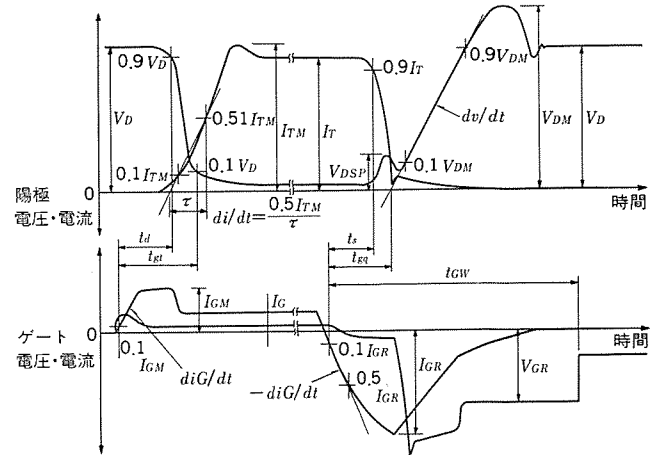 0.9 V_D
0.9 I_T
0.9 V_DM
V_D
0.51 I_TM
I_TM
I_T
dv/dt
V_DM
V_D
0.1 I_TM
0.1 V_D
V_DSP
0.1 V_DM
0
時間
陽極
電圧・電流
τ
di/dt=0.5 I_TM/τ
t_d
t_gt
t_s
t_gq
t_GW
I_GM
I_G
0
時間
ゲート
電圧・電流
0.1
I_GM
diG/dt
−diG/dt
0.1 I_GR
0.5
I_GR
I_GR
V_GR